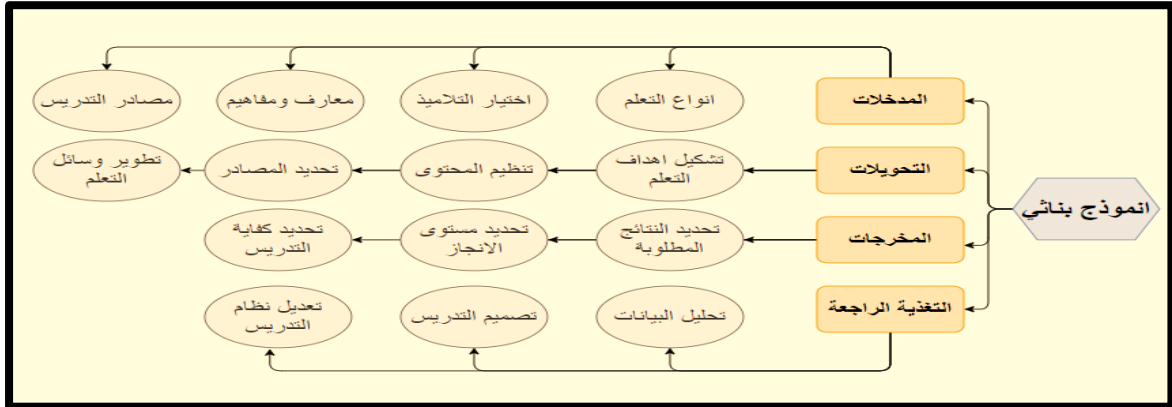 انموذج بنائي
المدخلات
انواع التعلم
اختيار التلاميذ
معارف ومفاهيم
مصادر التدريس
التحويلات
تشكيل اهداف
التعلم
تنظيم المحتوى
تحديد المصادر
تطوير وسائل
التعلم
المخرجات
تحديد النتائج
المطلوبة
تحديد مستوى
الانجاز
تحديد كفاية
التدريس
التغذية الراجعة
تحليل البيانات
تصميم التدريس
تعديل نظام
التدريس